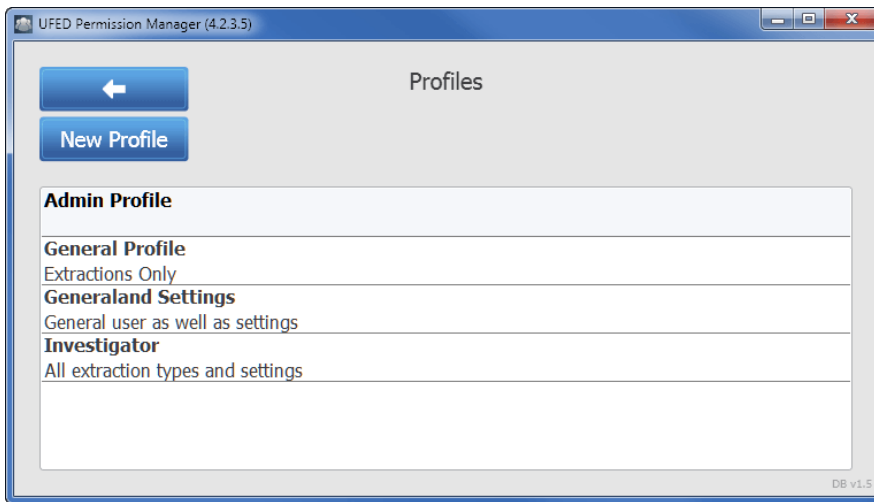 UFED Permission Manager (4.2.3.5)
Profiles
New Profile
Admin Profile
General Profile
Extractions Only
Generaland Settings
General user as well as settings
Investigator
All extraction types and settings
DB v1.5